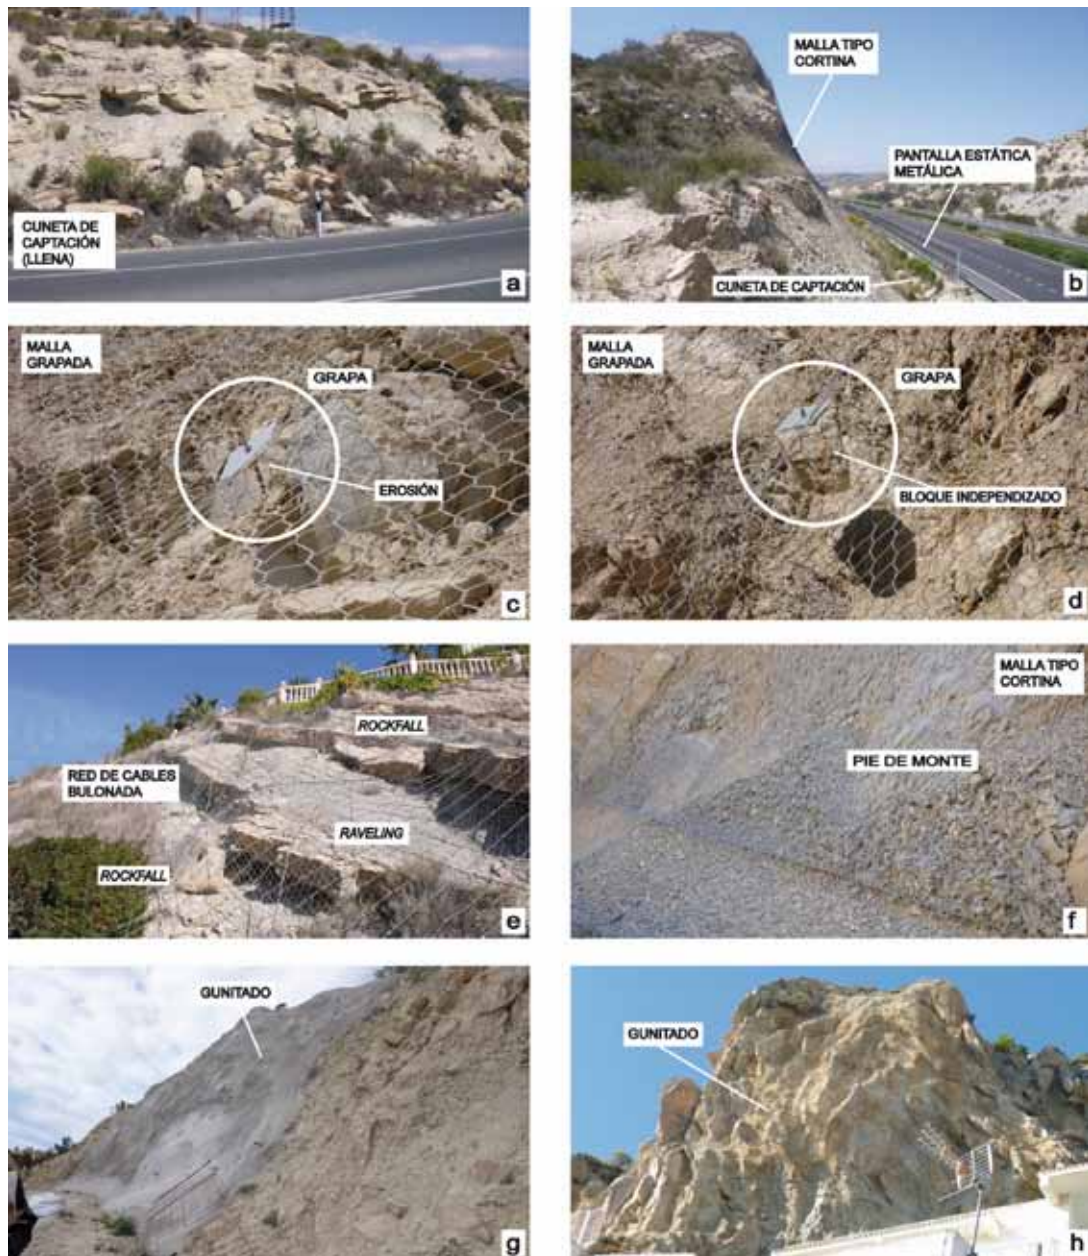 CUNETA DE
CAPTACIÓN
(LLENA)
a
MALLA TIPO
CORTINA
PANTALLA ESTÁTICA
METÁLICA
CUNETA DE CAPTACIÓN
b
MALLA
GRAPADA
GRAPA
EROSIÓN
c
MALLA
GRAPADA
GRAPA
BLOQUE INDEPENDIZADO
d
ROCKFALL
RED DE CABLES
BULONADA
RAVELING
ROCKFALL
e
MALLA TIPO
CORTINA
PIE DE MONTE
f
GUNITADO
g
GUNITADO
h